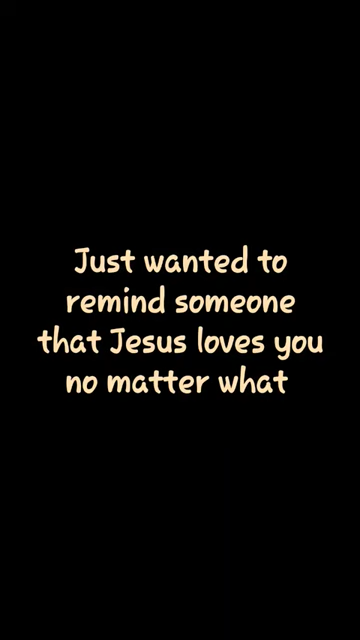 Just wanted to
remind someone
that Jesus loves you
no matter what